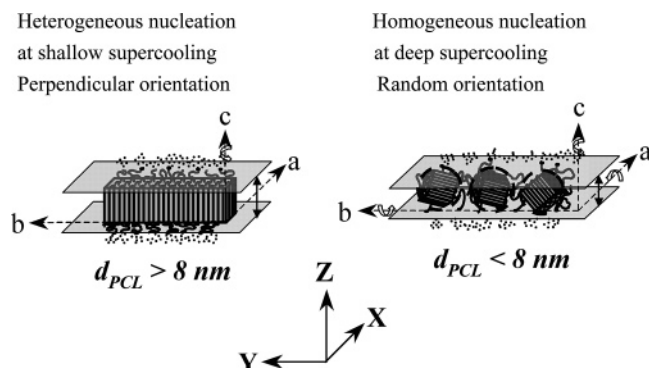 Heterogeneous nucleation
at shallow supercooling
Perpendicular orientation
Homogeneous nucleation
at deep supercooling
Random orientation
c
a
b
d_PCL > 8 nm
c
a
b
d_PCL < 8 nm
Z
X
Y